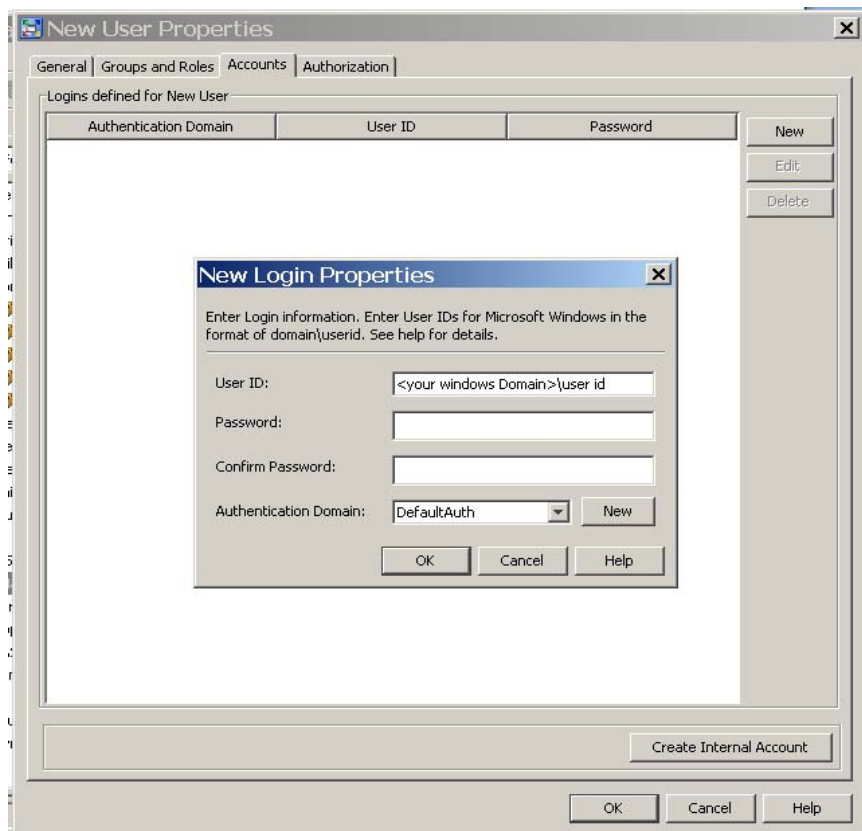 New User Properties
General Groups and Roles Accounts Authorization
Logins defined for New User
Authentication Domain User ID Password
New
Edit
Delete
New Login Properties
Enter Login information. Enter User IDs for Microsoft Windows in the
format of domain\userid. See help for details.
User ID: <your windows Domain>\user id
Password:
Confirm Password:
Authentication Domain: DefaultAuth New
OK Cancel Help
Create Internal Account
OK Cancel Help